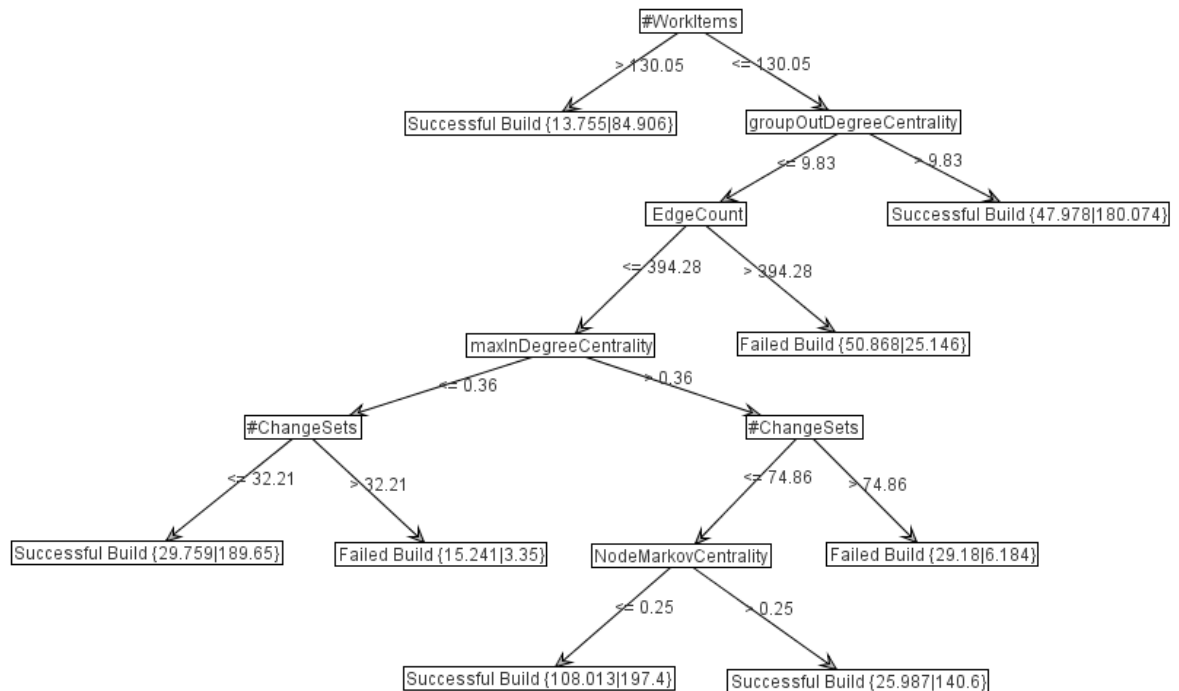 #WorkItems
> 130.05
<= 130.05
Successful Build {13.755|84.906}
groupOutDegreeCentrality
<= 9.83
> 9.83
EdgeCount
Successful Build {47.978|180.074}
<= 394.28
> 394.28
maxInDegreeCentrality
Failed Build {50.868|25.146}
<= 0.36
> 0.36
#ChangeSets
#ChangeSets
<= 32.21
> 32.21
<= 74.86
> 74.86
Successful Build {29.759|189.65}
Failed Build {15.241|3.35}
NodeMarkovCentrality
Failed Build {29.18|6.184}
<= 0.25
> 0.25
Successful Build {108.013|197.4}
Successful Build {25.987|140.6}